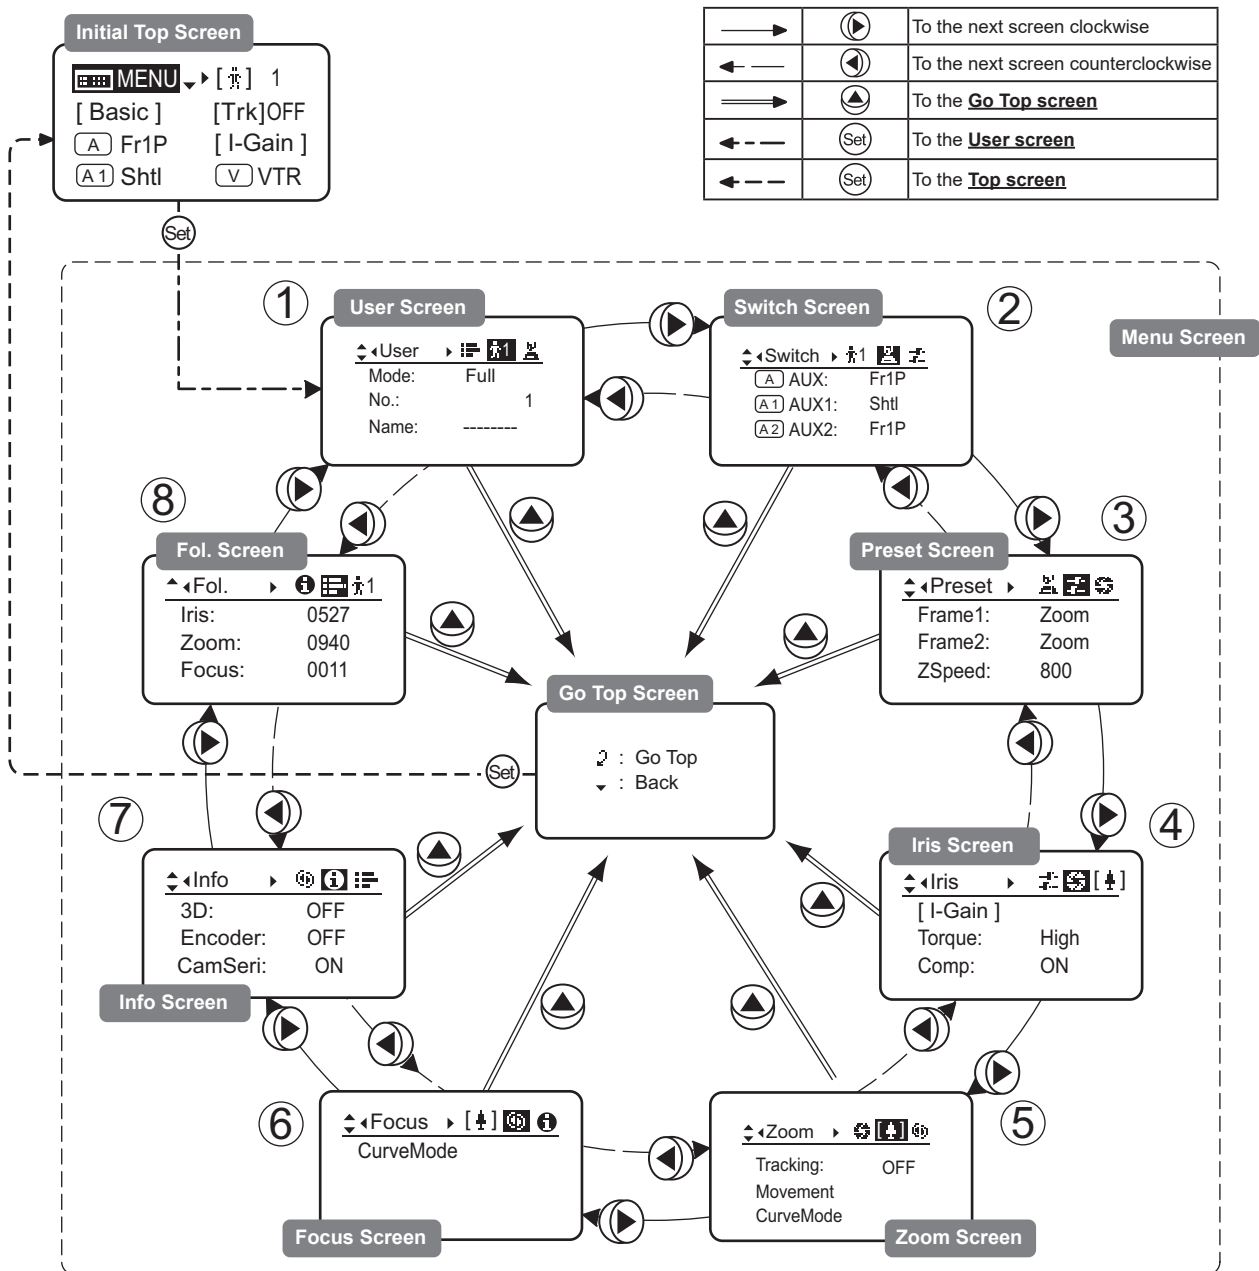 Initial Top Screen
MENU [ ] 1
[ Basic ] [Trk]OFF
A Fr1P [ I-Gain ]
A1 Shtl V VTR
Set
To the next screen clockwise
To the next screen counterclockwise
To the Go Top screen
Set To the User screen
Set To the Top screen
Menu Screen
1
User Screen
User 1
Mode: Full
No.: 1
Name: --------
2
Switch Screen
Switch 1
A AUX: Fr1P
A1 AUX1: Shtl
A2 AUX2: Fr1P
8
Fol. Screen
Fol. 1
Iris: 0527
Zoom: 0940
Focus: 0011
3
Preset Screen
Preset
Frame1: Zoom
Frame2: Zoom
ZSpeed: 800
Go Top Screen
: Go Top
: Back
Set
7
Info
3D: OFF
Encoder: OFF
CamSeri: ON
Info Screen
4
Iris Screen
Iris [ ]
[ I-Gain ]
Torque: High
Comp: ON
6
Focus [ ]
CurveMode
Focus Screen
5
Zoom [ ]
Tracking: OFF
Movement
CurveMode
Zoom Screen